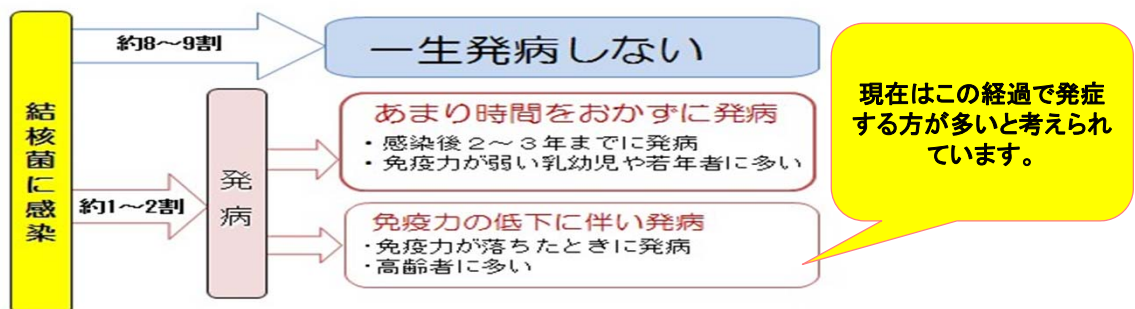 結核菌に感染
約8～9割
一生発病しない
約1～2割
発病
あまり時間をおかずに発病
・感染後２～３年までに発病
・免疫力が弱い乳幼児や若年者に多い
免疫力の低下に伴い発病
・免疫力が落ちたときに発病
・高齢者に多い
現在はこの経過で発症
する方が多いと考えられ
ています。